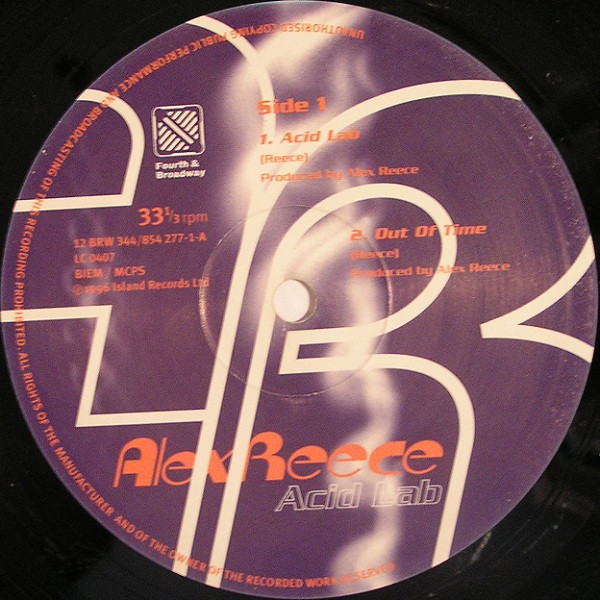 UNAUTHORISED COPYING PUBLIC PERFORMANCE AND BROADCASTING OF THIS RECORDING PROHIBITED · ALL RIGHTS OF THE MANUFACTURER AND OF THE OWNER OF THE RECORDED WORK RESERVED
Fourth &
Broadway
Side 1
1. Acid Lab
(Reece)
Produced by Alex Reece
33 1/3 rpm
12 BRW 344/854 277-1-A
LC 0407
BIEM / MCPS
℗ 1996 Island Records Ltd
2. Out Of Time
(Reece)
Produced by Alex Reece
AlexReece
Acid Lab